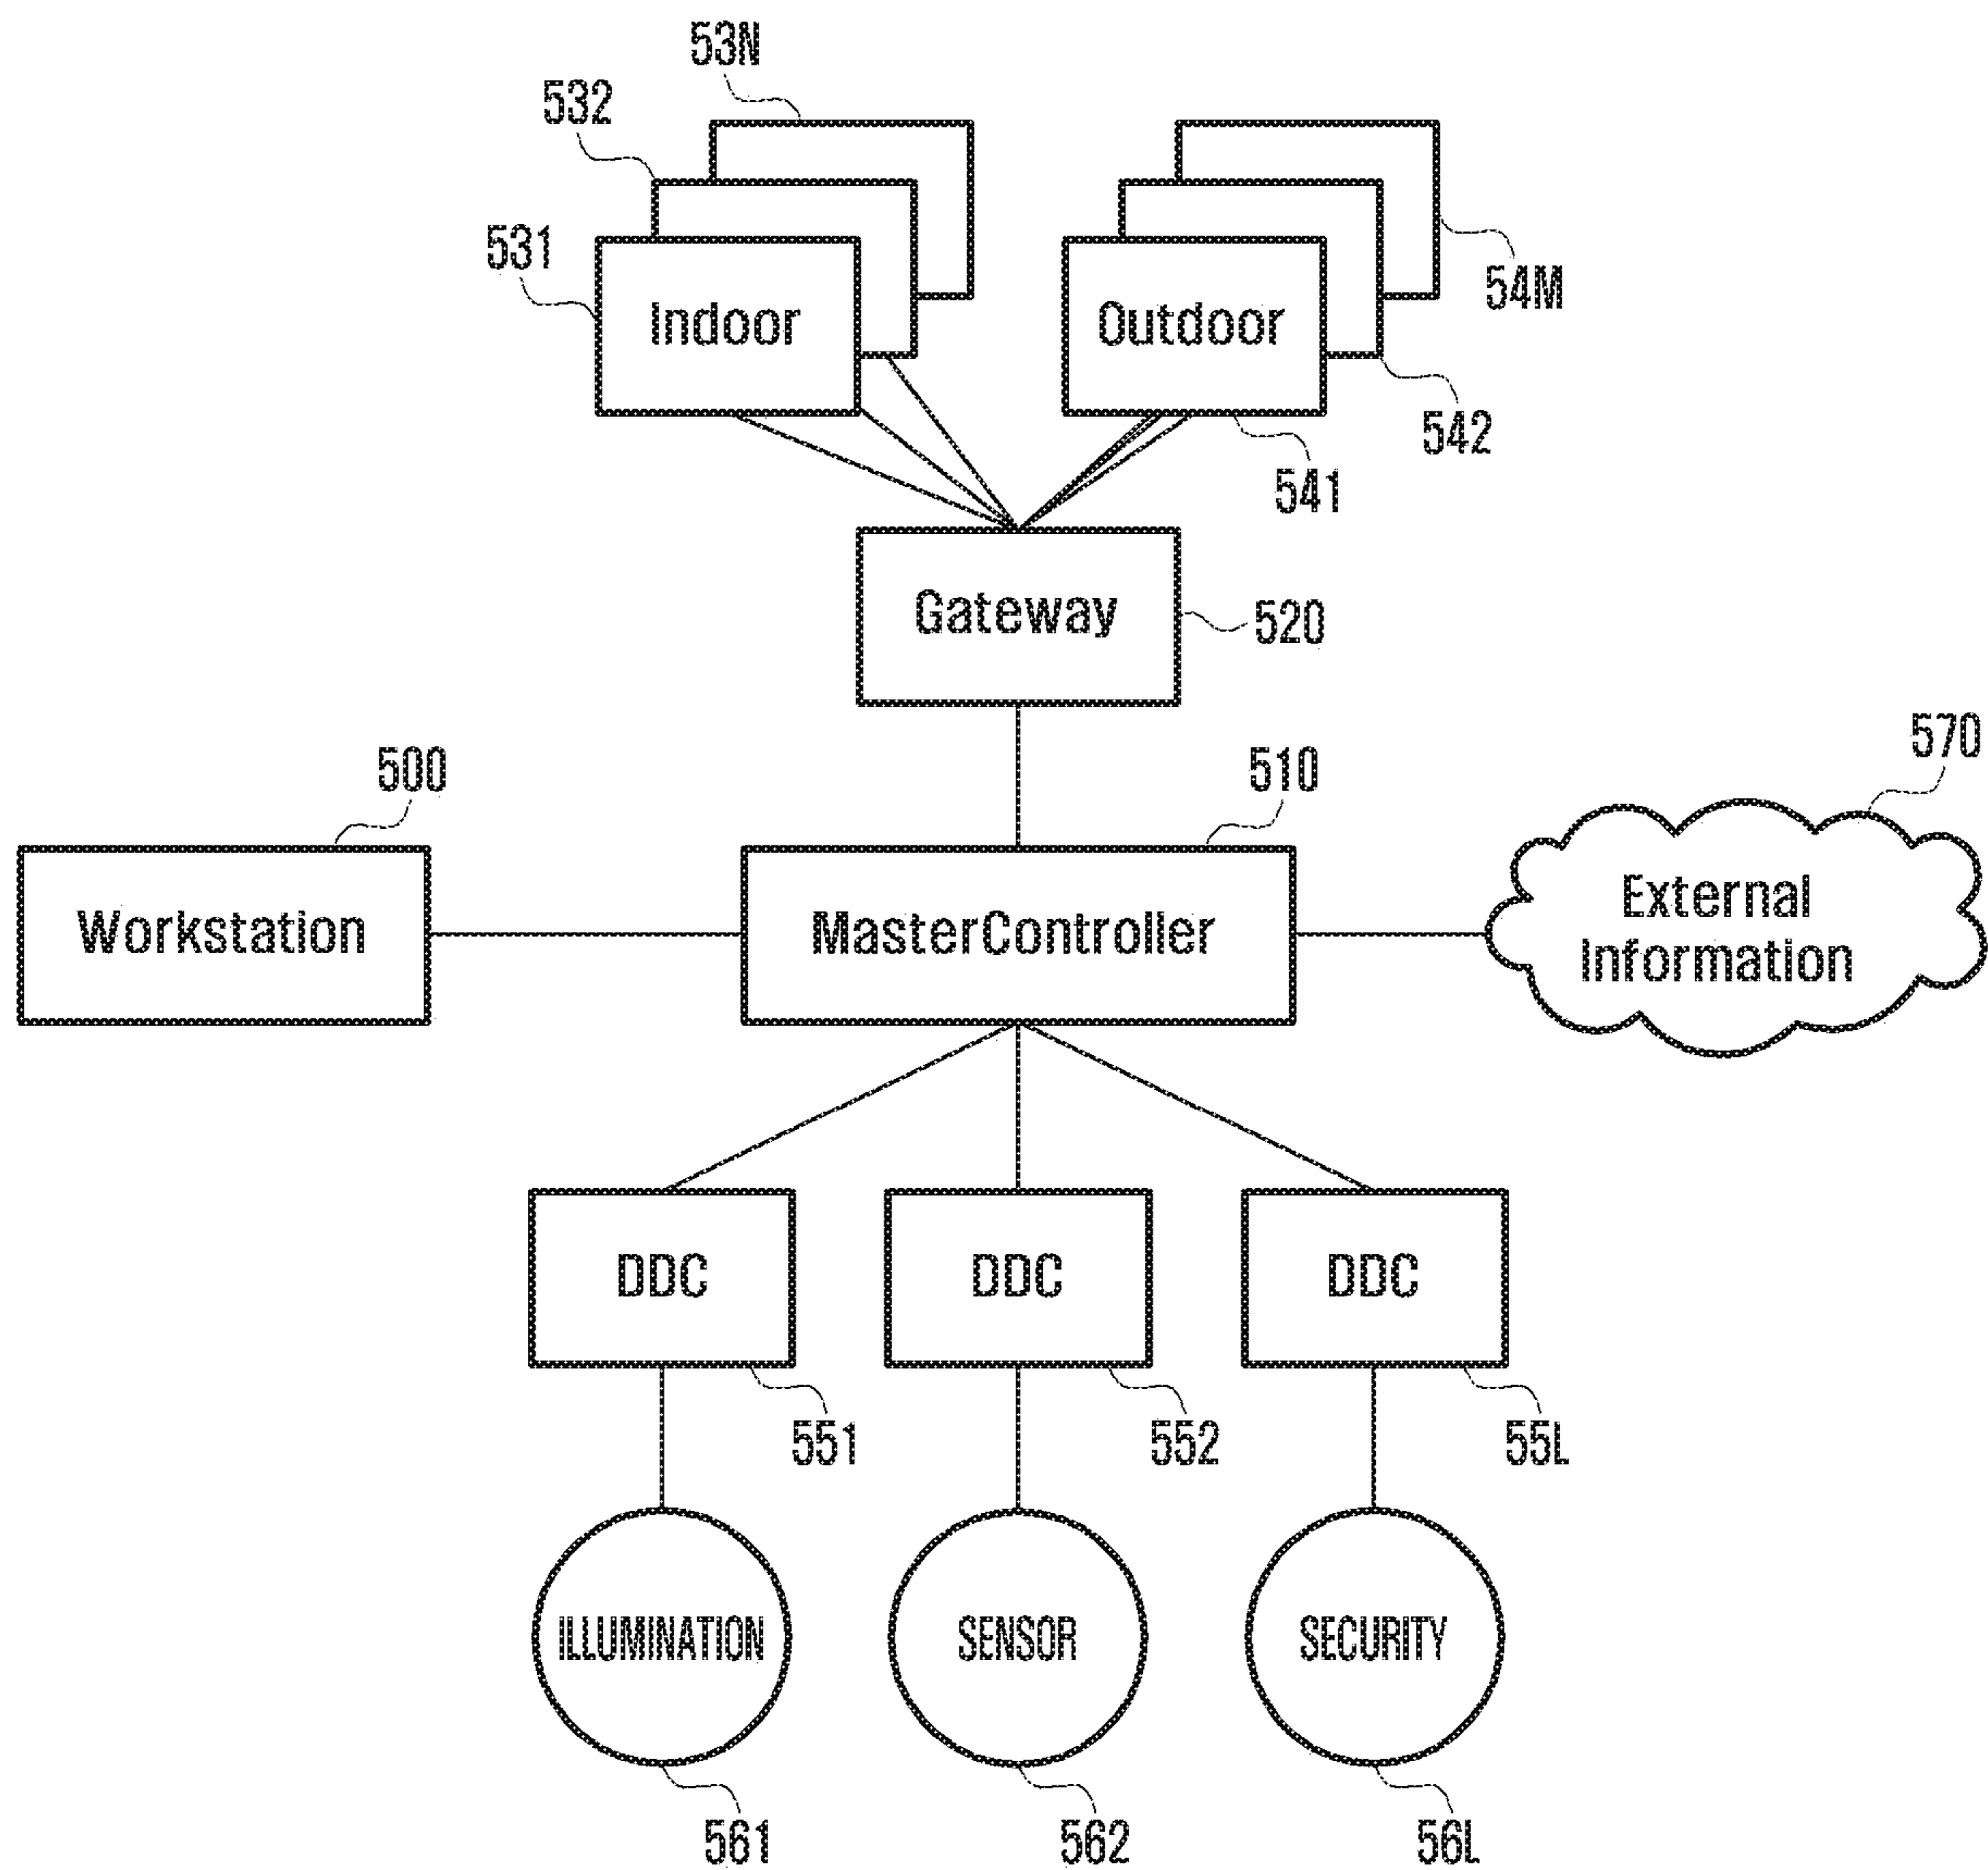 53N
532
531
Indoor
Outdoor
54M
542
541
Gateway
520
500
510
570
Workstation
MasterController
External
Information
DDC
DDC
DDC
551
552
55L
ILLUMINATION
SENSOR
SECURITY
561
562
56L